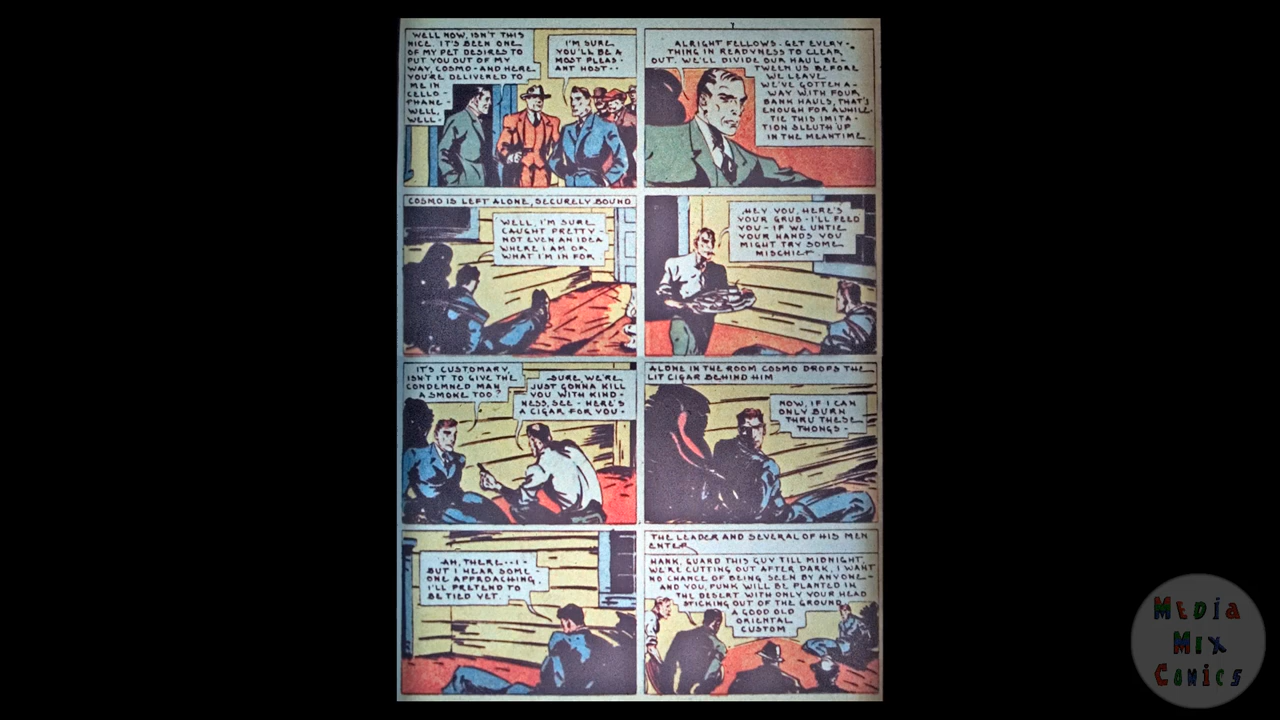 WELL NOW, ISN'T THIS
NICE. IT'S BEEN ONE
OF MY PET DESIRES TO
PUT YOU OUT OF MY
WAY, COSMO - AND HERE
YOU'RE DELIVERED TO
ME IN
CELLO -
PHANE -
WELL,
WELL -
I'M SURE
YOU'LL BE A
MOST PLEAS-
ANT HOST--
ALRIGHT FELLOWS - GET EVERY-
THING IN READYNESS TO CLEAR
OUT. WE'LL DIVIDE OUR HAUL BE-
TWEEN US BEFORE
WE LEAVE.
WE'VE GOTTEN A-
WAY WITH FOUR
BANK HAULS, THAT'S
ENOUGH FOR AWHILE.
TIE THIS IMITA-
TION SLEUTH UP
IN THE MEANTIME.
COSMO IS LEFT ALONE, SECURELY BOUND
WELL, I'M SURE
CAUGHT PRETTY -
NOT EVEN AN IDEA
WHERE I AM OR
WHAT I'M IN FOR.
HEY YOU, HERE'S
YOUR GRUB - I'LL FEED
YOU - IF WE UNTIE
YOUR HANDS YOU
MIGHT TRY SOME
MISCHIEF.
IT'S CUSTOMARY,
ISN'T IT TO GIVE THE
CONDEMNED MAN
A SMOKE TOO?
SURE, WE'RE
JUST GONNA KILL
YOU WITH KIND-
NESS, SEE - HERE'S
A CIGAR FOR YOU -
ALONE IN THE ROOM COSMO DROPS THE
LIT CIGAR BEHIND HIM
NOW, IF I CAN
ONLY BURN
THRU THESE
THONGS -
AH, THERE -- I -
BUT I HEAR SOME-
ONE APPROACHING,
I'LL PRETEND TO
BE TIED YET.
THE LEADER AND SEVERAL OF HIS MEN
ENTER
HANK, GUARD THIS GUY TILL MIDNIGHT.
WE'RE CUTTING OUT AFTER DARK, I WANT
NO CHANCE OF BEING SEEN BY ANYONE -
AND YOU, PUNK WILL BE PLANTED IN
THE DESERT WITH ONLY YOUR HEAD
STICKING OUT OF THE GROUND
A GOOD OLD
ORIENTAL
CUSTOM
MEDIA
MIX
COMICS